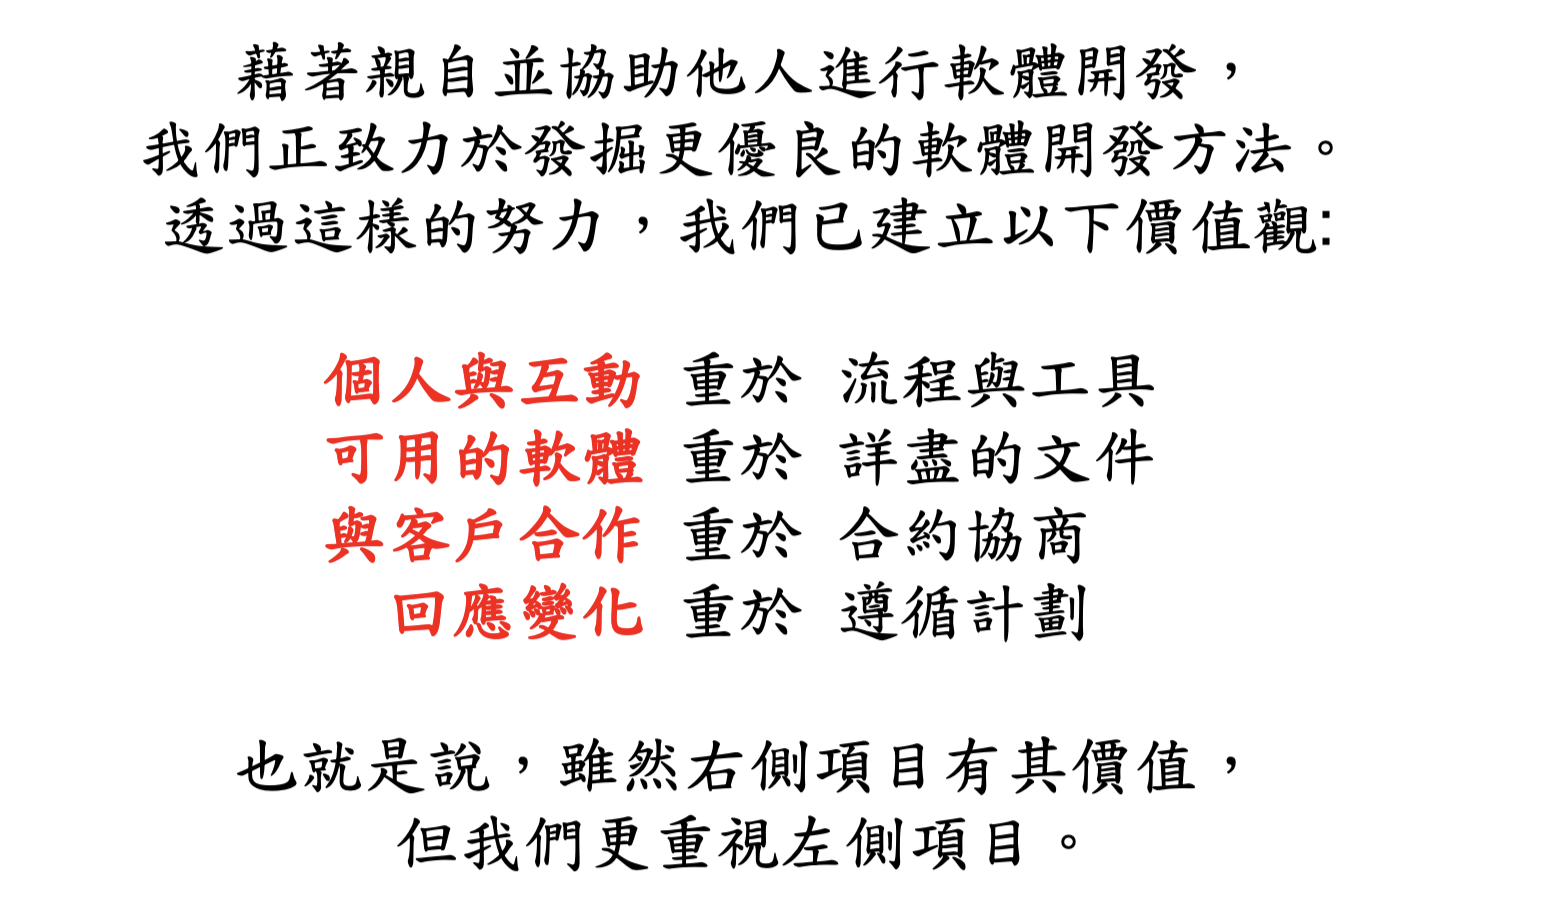 藉著親自並協助他人進行軟體開發，
我們正致力於發掘更優良的軟體開發方法。
透過這樣的努力，我們已建立以下價值觀:
個人與互動 重於 流程與工具
可用的軟體 重於 詳盡的文件
與客戶合作 重於 合約協商
回應變化 重於 遵循計劃
也就是說，雖然右側項目有其價值，
但我們更重視左側項目。